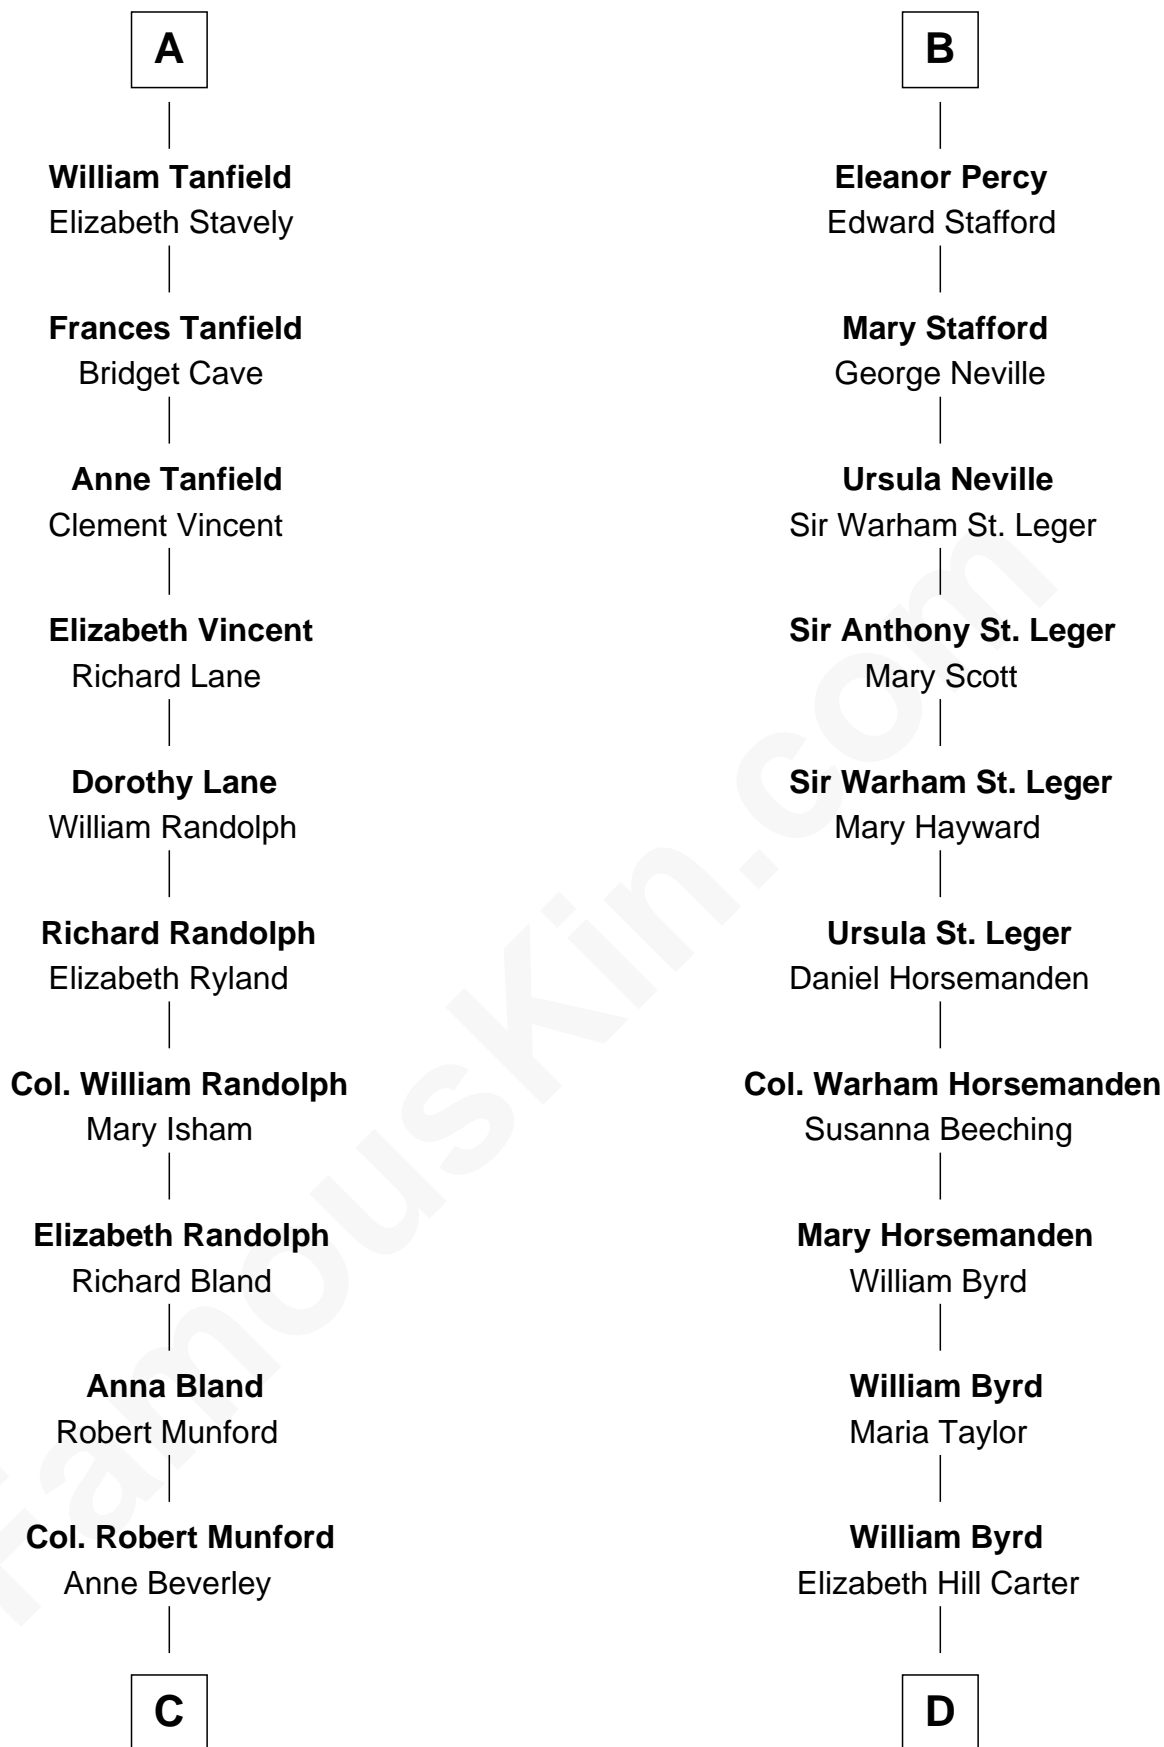 A
William Tanfield
Elizabeth Stavely
Frances Tanfield
Bridget Cave
Anne Tanfield
Clement Vincent
Elizabeth Vincent
Richard Lane
Dorothy Lane
William Randolph
Richard Randolph
Elizabeth Ryland
Col. William Randolph
Mary Isham
Elizabeth Randolph
Richard Bland
Anna Bland
Robert Munford
Col. Robert Munford
Anne Beverley
C
B
Eleanor Percy
Edward Stafford
Mary Stafford
George Neville
Ursula Neville
Sir Warham St. Leger
Sir Anthony St. Leger
Mary Scott
Sir Warham St. Leger
Mary Hayward
Ursula St. Leger
Daniel Horsemanden
Col. Warham Horsemanden
Susanna Beeching
Mary Horsemanden
William Byrd
William Byrd
Maria Taylor
William Byrd
Elizabeth Hill Carter
D
FamousKin.com